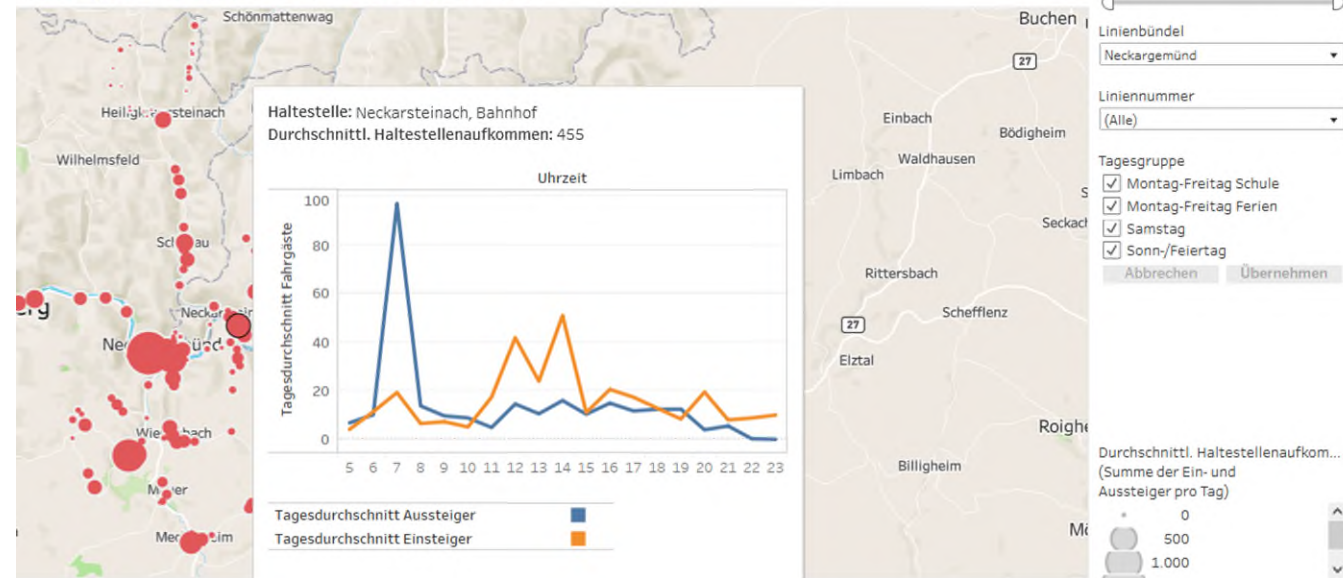 Schönmattenwag
Buchen
27
Wilhelmsfeld
Einbach
Bödigheim
Waldhausen
Limbach
Rittersbach
27
Schefflenz
Elztal
Billigheim
Haltestelle: Neckarsteinach, Bahnhof
Durchschnittl. Haltestellenaufkommen: 455
Uhrzeit
Tagesdurchschnitt Fahrgäste
100
80
60
40
20
0
5 6 7 8 9 10 11 12 13 14 15 16 17 18 19 20 21 22 23
Tagesdurchschnitt Aussteiger
Tagesdurchschnitt Einsteiger
Linienbündel
Neckargemünd
Liniennummer
(Alle)
Tagesgruppe
Montag-Freitag Schule
Montag-Freitag Ferien
Samstag
Sonn-/Feiertag
Abbrechen Übernehmen
Durchschnittl. Haltestellenaufkom...
(Summe der Ein- und
Aussteiger pro Tag)
0
500
1.000